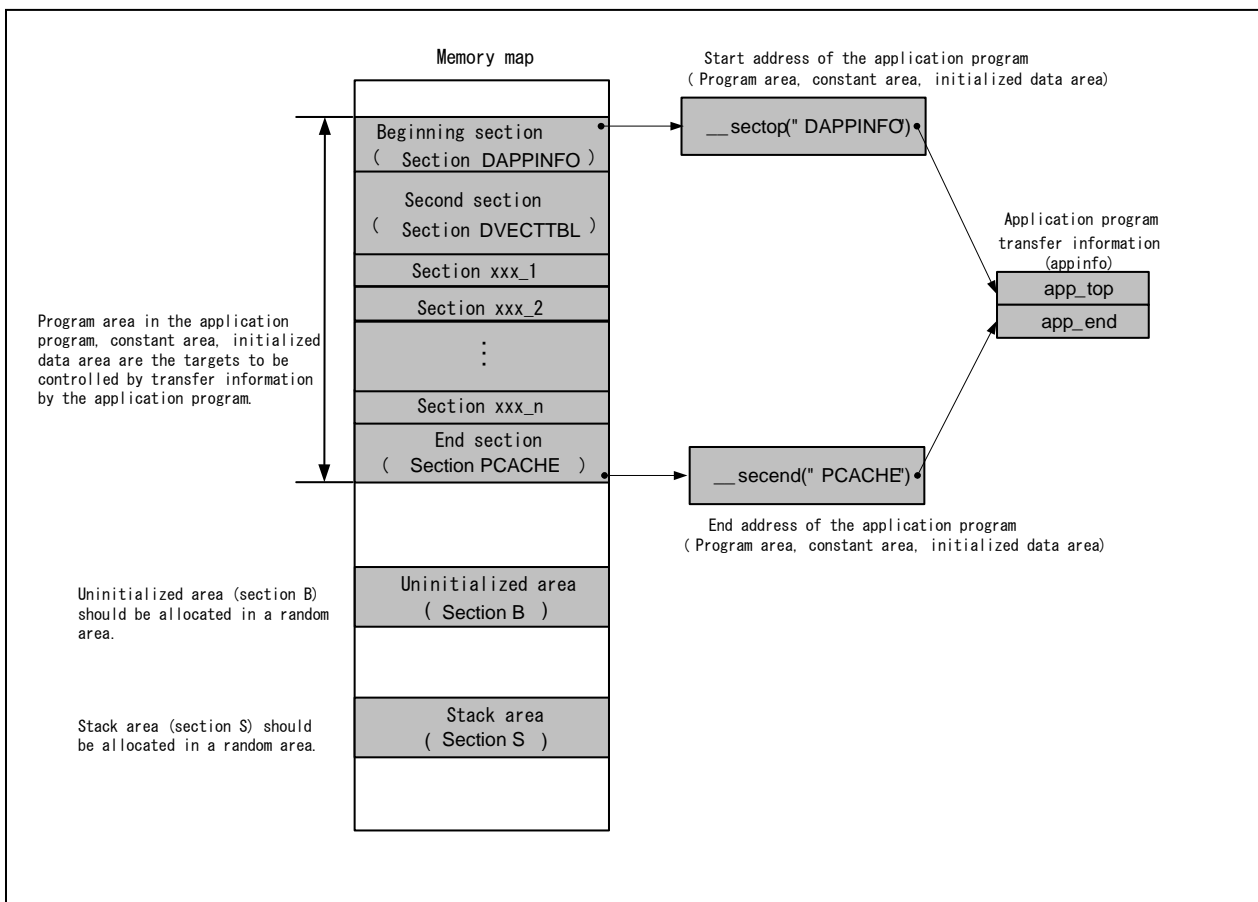 Memory map
Start address of the application program
( Program area, constant area, initialized data area)
Beginning section
( Section DAPPINFO )
__sectop(" DAPPINFO")
Second section
( Section DVECTTBL )
Application program
transfer information
(appinfo)
app_top
app_end
Section xxx_1
Section xxx_2
⋮
Section xxx_n
Program area in the application
program, constant area, initialized
data area are the targets to be
controlled by transfer information
by the application program.
End section
( Section PCACHE )
__secend(" PCACHE")
End address of the application program
( Program area, constant area, initialized data area)
Uninitialized area (section B)
should be allocated in a random
area.
Uninitialized area
( Section B )
Stack area (section S) should
be allocated in a random area.
Stack area
( Section S )